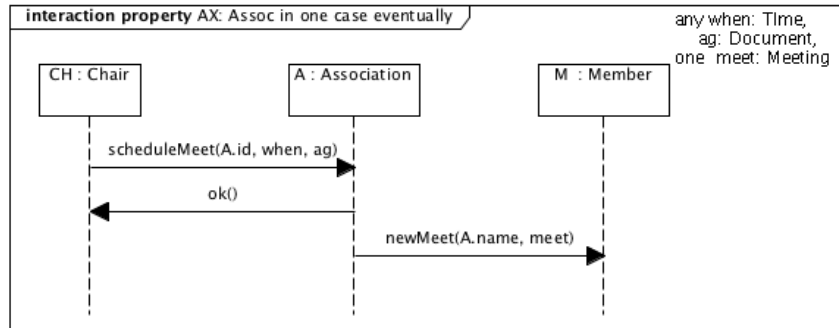 interaction property AX: Assoc in one case eventually
any when: TIme,
ag: Document,
one meet: Meeting
CH : Chair
A : Association
M : Member
scheduleMeet(A.id, when, ag)
ok()
newMeet(A.name, meet)